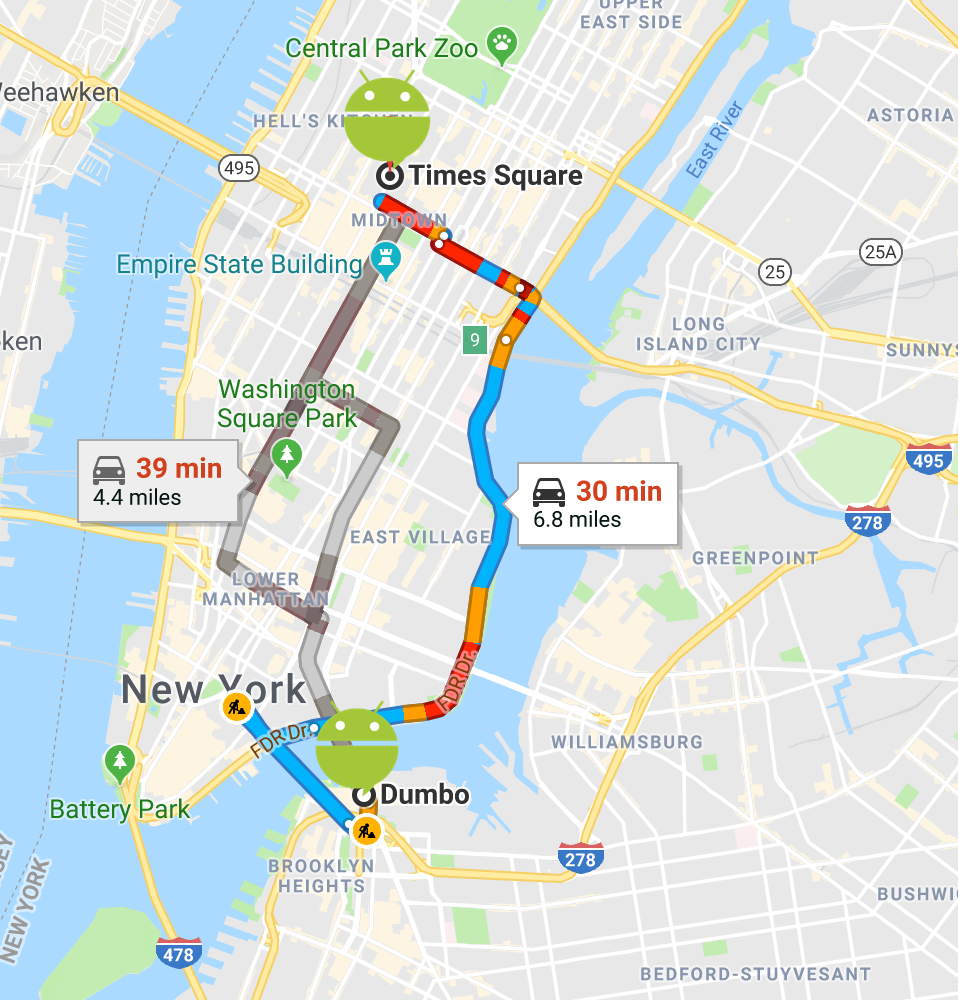 UPPER
EAST SIDE
Central Park Zoo
Weehawken
ASTORIA
HELL'S KITCHEN
East River
495
Times Square
MIDTOWN
25A
Empire State Building
25
LONG
ISLAND CITY
9
SUNNYS
ken
Washington
Square Park
39 min
4.4 miles
495
30 min
6.8 miles
278
EAST VILLAGE
GREENPOINT
LOWER
MANHATTAN
FDR Dr.
New York
FDR Dr.
WILLIAMSBURG
Battery Park
Dumbo
BROOKLYN
HEIGHTS
278
SEY
NEW YORK
BUSHWI
478
BEDFORD-STUYVESANT